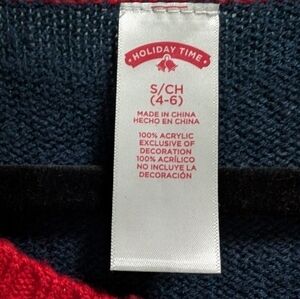 HOLIDAY TIME
S/CH
(4-6)
MADE IN CHINA
HECHO EN CHINA
100% ACRYLIC
EXCLUSIVE OF
DECORATION
100% ACRÍLICO
NO INCLUYE LA
DECORACIÓN